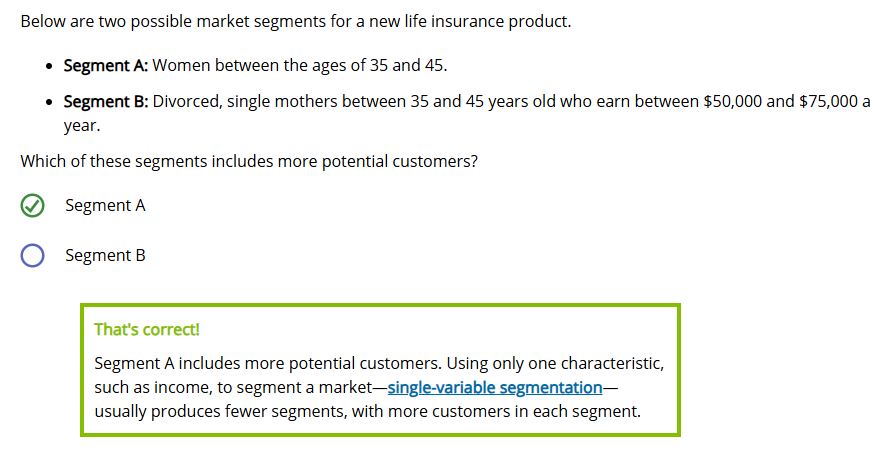 Below are two possible market segments for a new life insurance product.
• Segment A: Women between the ages of 35 and 45.
• Segment B: Divorced, single mothers between 35 and 45 years old who earn between $50,000 and $75,000 a
year.
Which of these segments includes more potential customers?
Segment A
Segment B
That's correct!
Segment A includes more potential customers. Using only one characteristic,
such as income, to segment a market—single-variable segmentation—
usually produces fewer segments, with more customers in each segment.